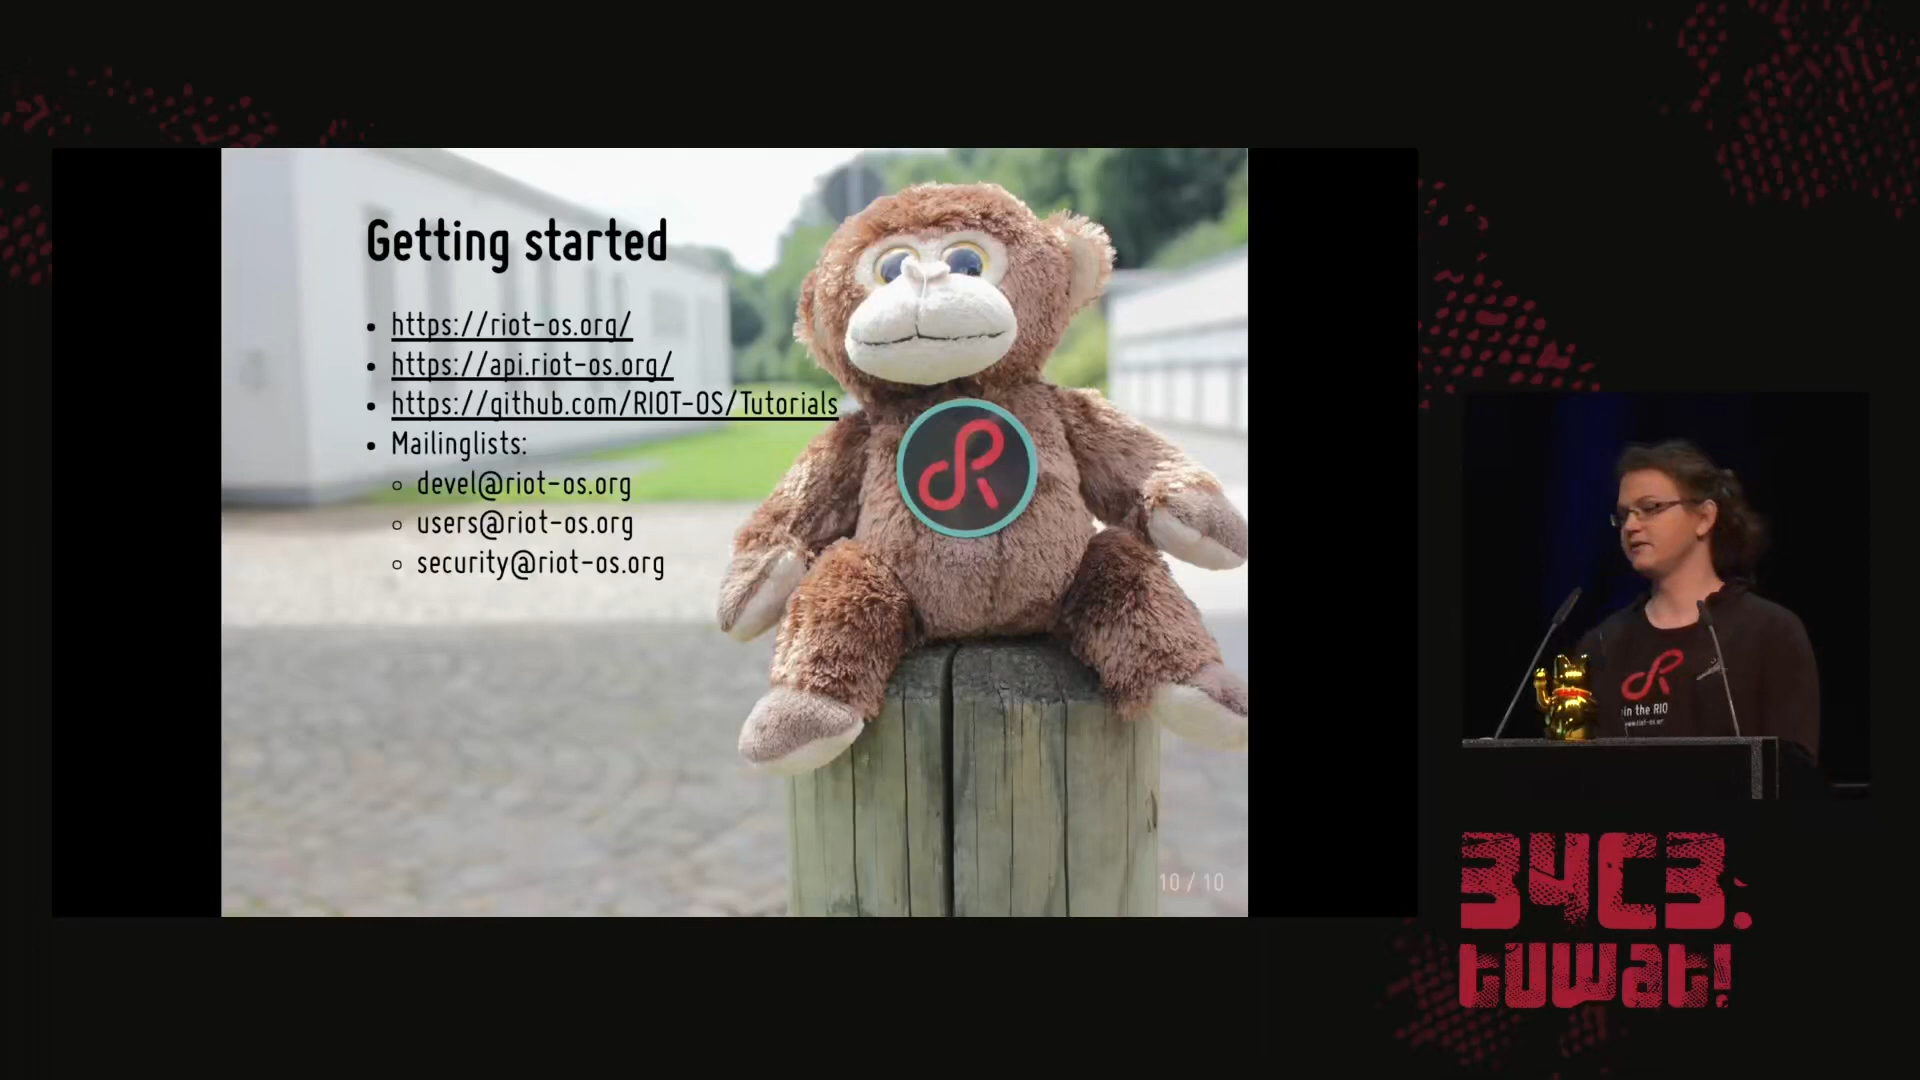 Getting started
https://riot-os.org/
https://api.riot-os.org/
https://github.com/RIOT-OS/Tutorials
Mailinglists:
devel@riot-os.org
users@riot-os.org
security@riot-os.org
10 / 10
in the RIO
34C3.
tuwat!